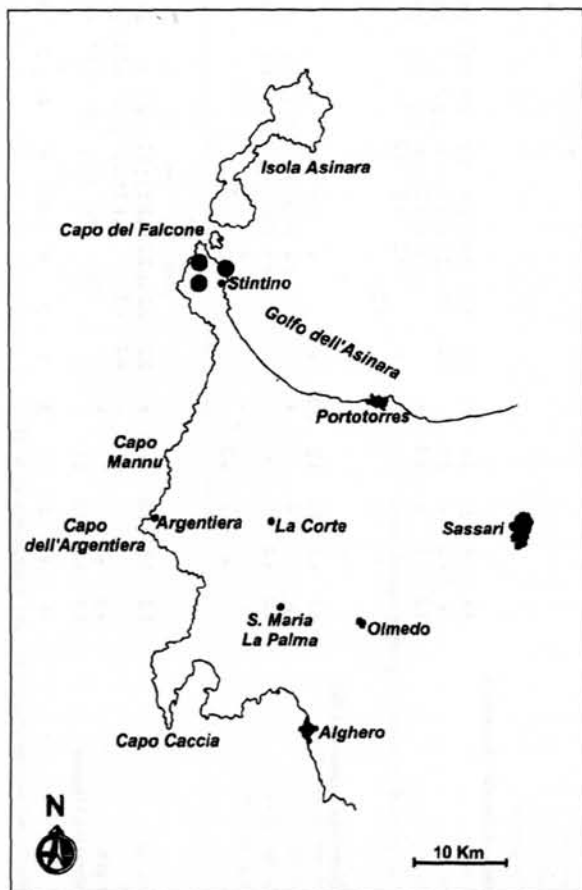 Isola Asinara
Capo del Falcone
Stintino
Golfo dell'Asinara
Portotorres
Capo
Mannu
Argentiera
Capo
dell'Argentiera
La Corte
Sassari
S. Maria
La Palma
Olmedo
Capo Caccia
Alghero
N
10 Km